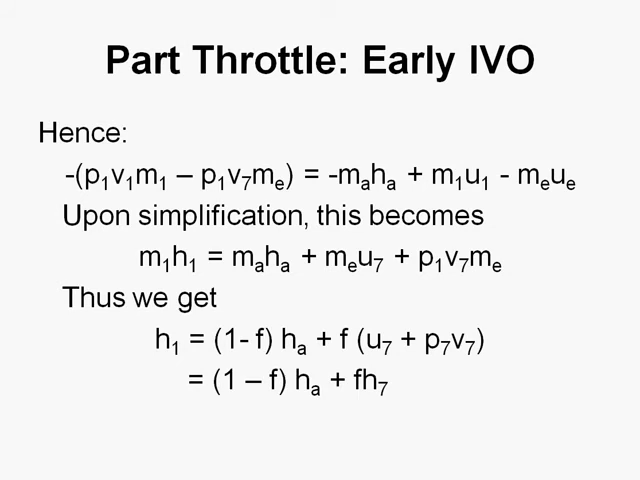 Part Throttle: Early IVO
Hence:
-(p₁v₁m₁ – p₁v₇mₑ) = -mₐhₐ + m₁u₁ - mₑuₑ
Upon simplification, this becomes
m₁h₁ = mₐhₐ + mₑu₇ + p₁v₇mₑ
Thus we get
h₁ = (1- f) hₐ + f (u₇ + p₇v₇)
= (1 – f) hₐ + fh₇